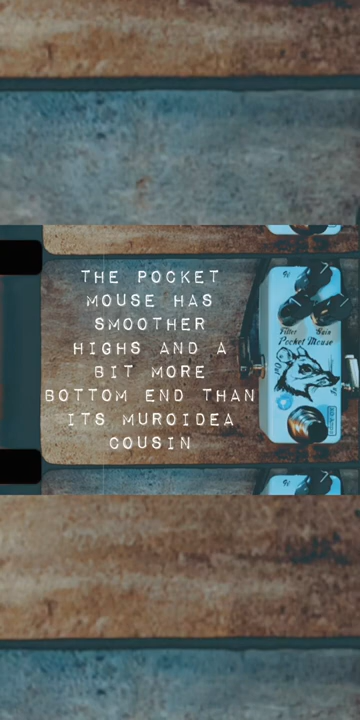 THE POCKET
MOUSE HAS
SMOOTHER
HIGHS AND A
BIT MORE
BOTTOM END THAN
ITS MUROIDEA
COUSIN
Vol
Filter Gain
Pocket Mouse